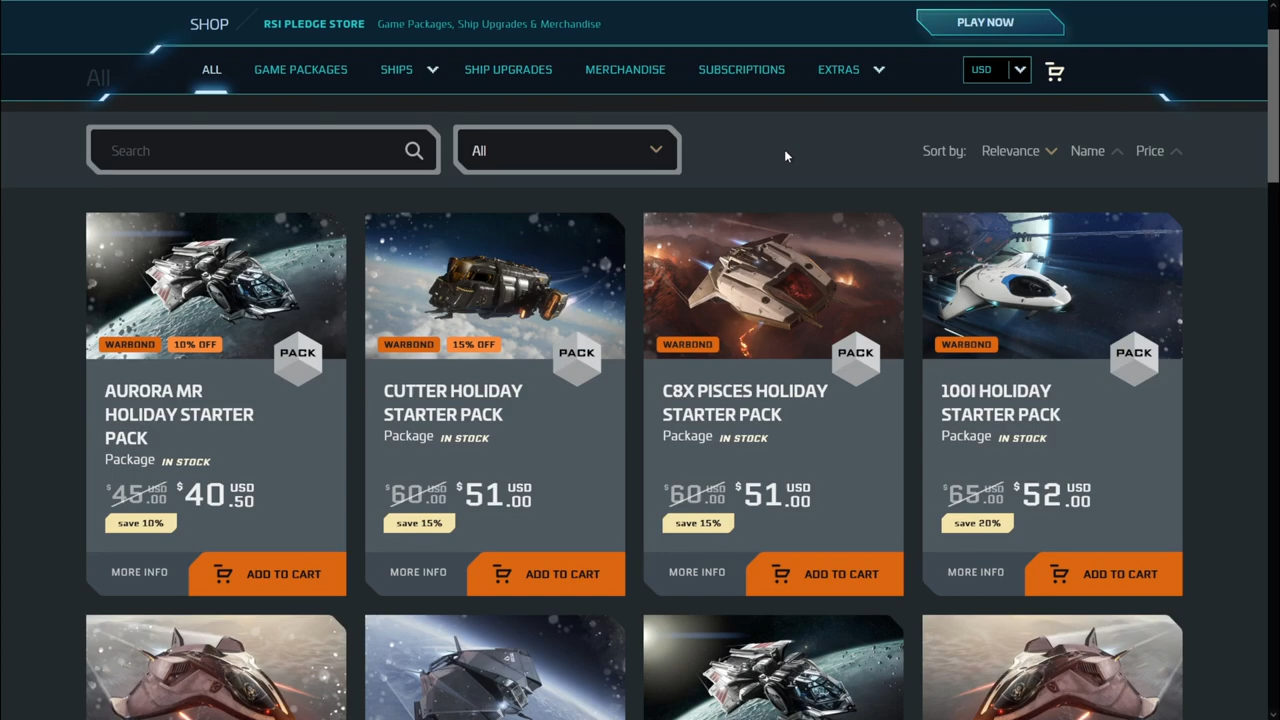 SHOP
RSI PLEDGE STORE
Game Packages, Ship Upgrades & Merchandise
PLAY NOW
All
ALL
GAME PACKAGES
SHIPS
SHIP UPGRADES
MERCHANDISE
SUBSCRIPTIONS
EXTRAS
USD
Search
All
Sort by:
Relevance
Name
Price
WARBOND
10% OFF
PACK
AURORA MR
HOLIDAY STARTER
PACK
Package IN STOCK
$45.00 USD $40.50 USD
save 10%
MORE INFO
ADD TO CART
WARBOND
15% OFF
PACK
CUTTER HOLIDAY
STARTER PACK
Package IN STOCK
$60.00 USD $51.00 USD
save 15%
MORE INFO
ADD TO CART
WARBOND
PACK
C8X PISCES HOLIDAY
STARTER PACK
Package IN STOCK
$60.00 USD $51.00 USD
save 15%
MORE INFO
ADD TO CART
WARBOND
PACK
100I HOLIDAY
STARTER PACK
Package IN STOCK
$65.00 USD $52.00 USD
save 20%
MORE INFO
ADD TO CART